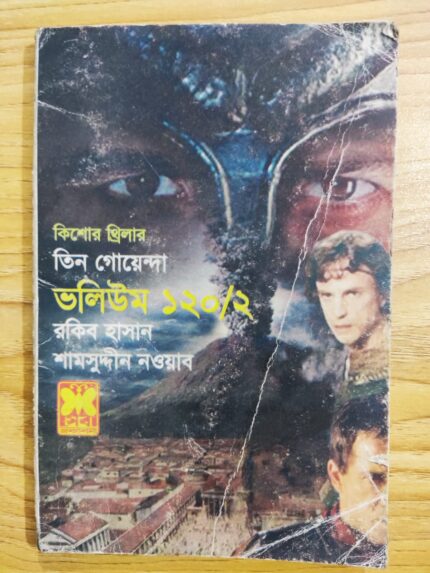 কিশোর থ্রিলার
তিন গোয়েন্দা
ভলিউম ১২০/২
রকিব হাসান
শামসুদ্দীন নওয়াব